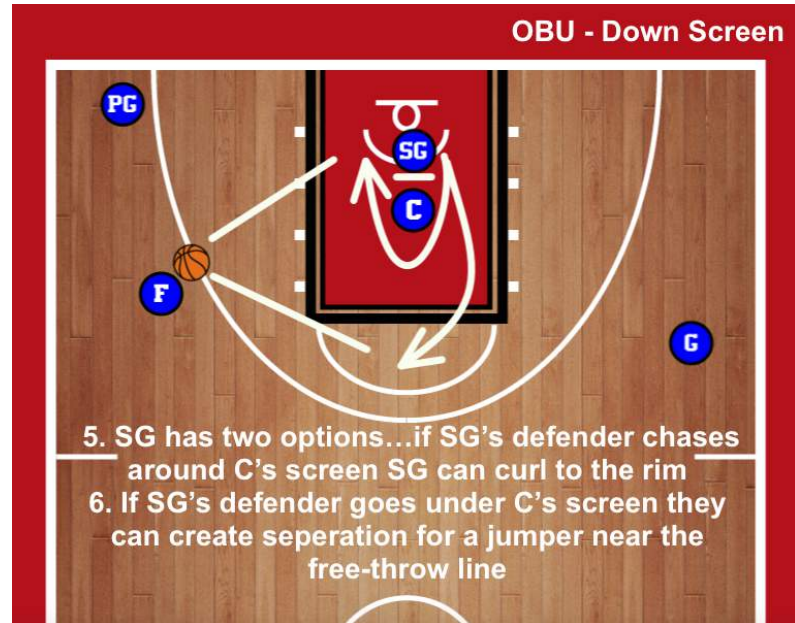 OBU - Down Screen
PG
SG
C
F
G
5. SG has two options...if SG's defender chases
around C's screen SG can curl to the rim
6. If SG's defender goes under C's screen they
can create seperation for a jumper near the
free-throw line